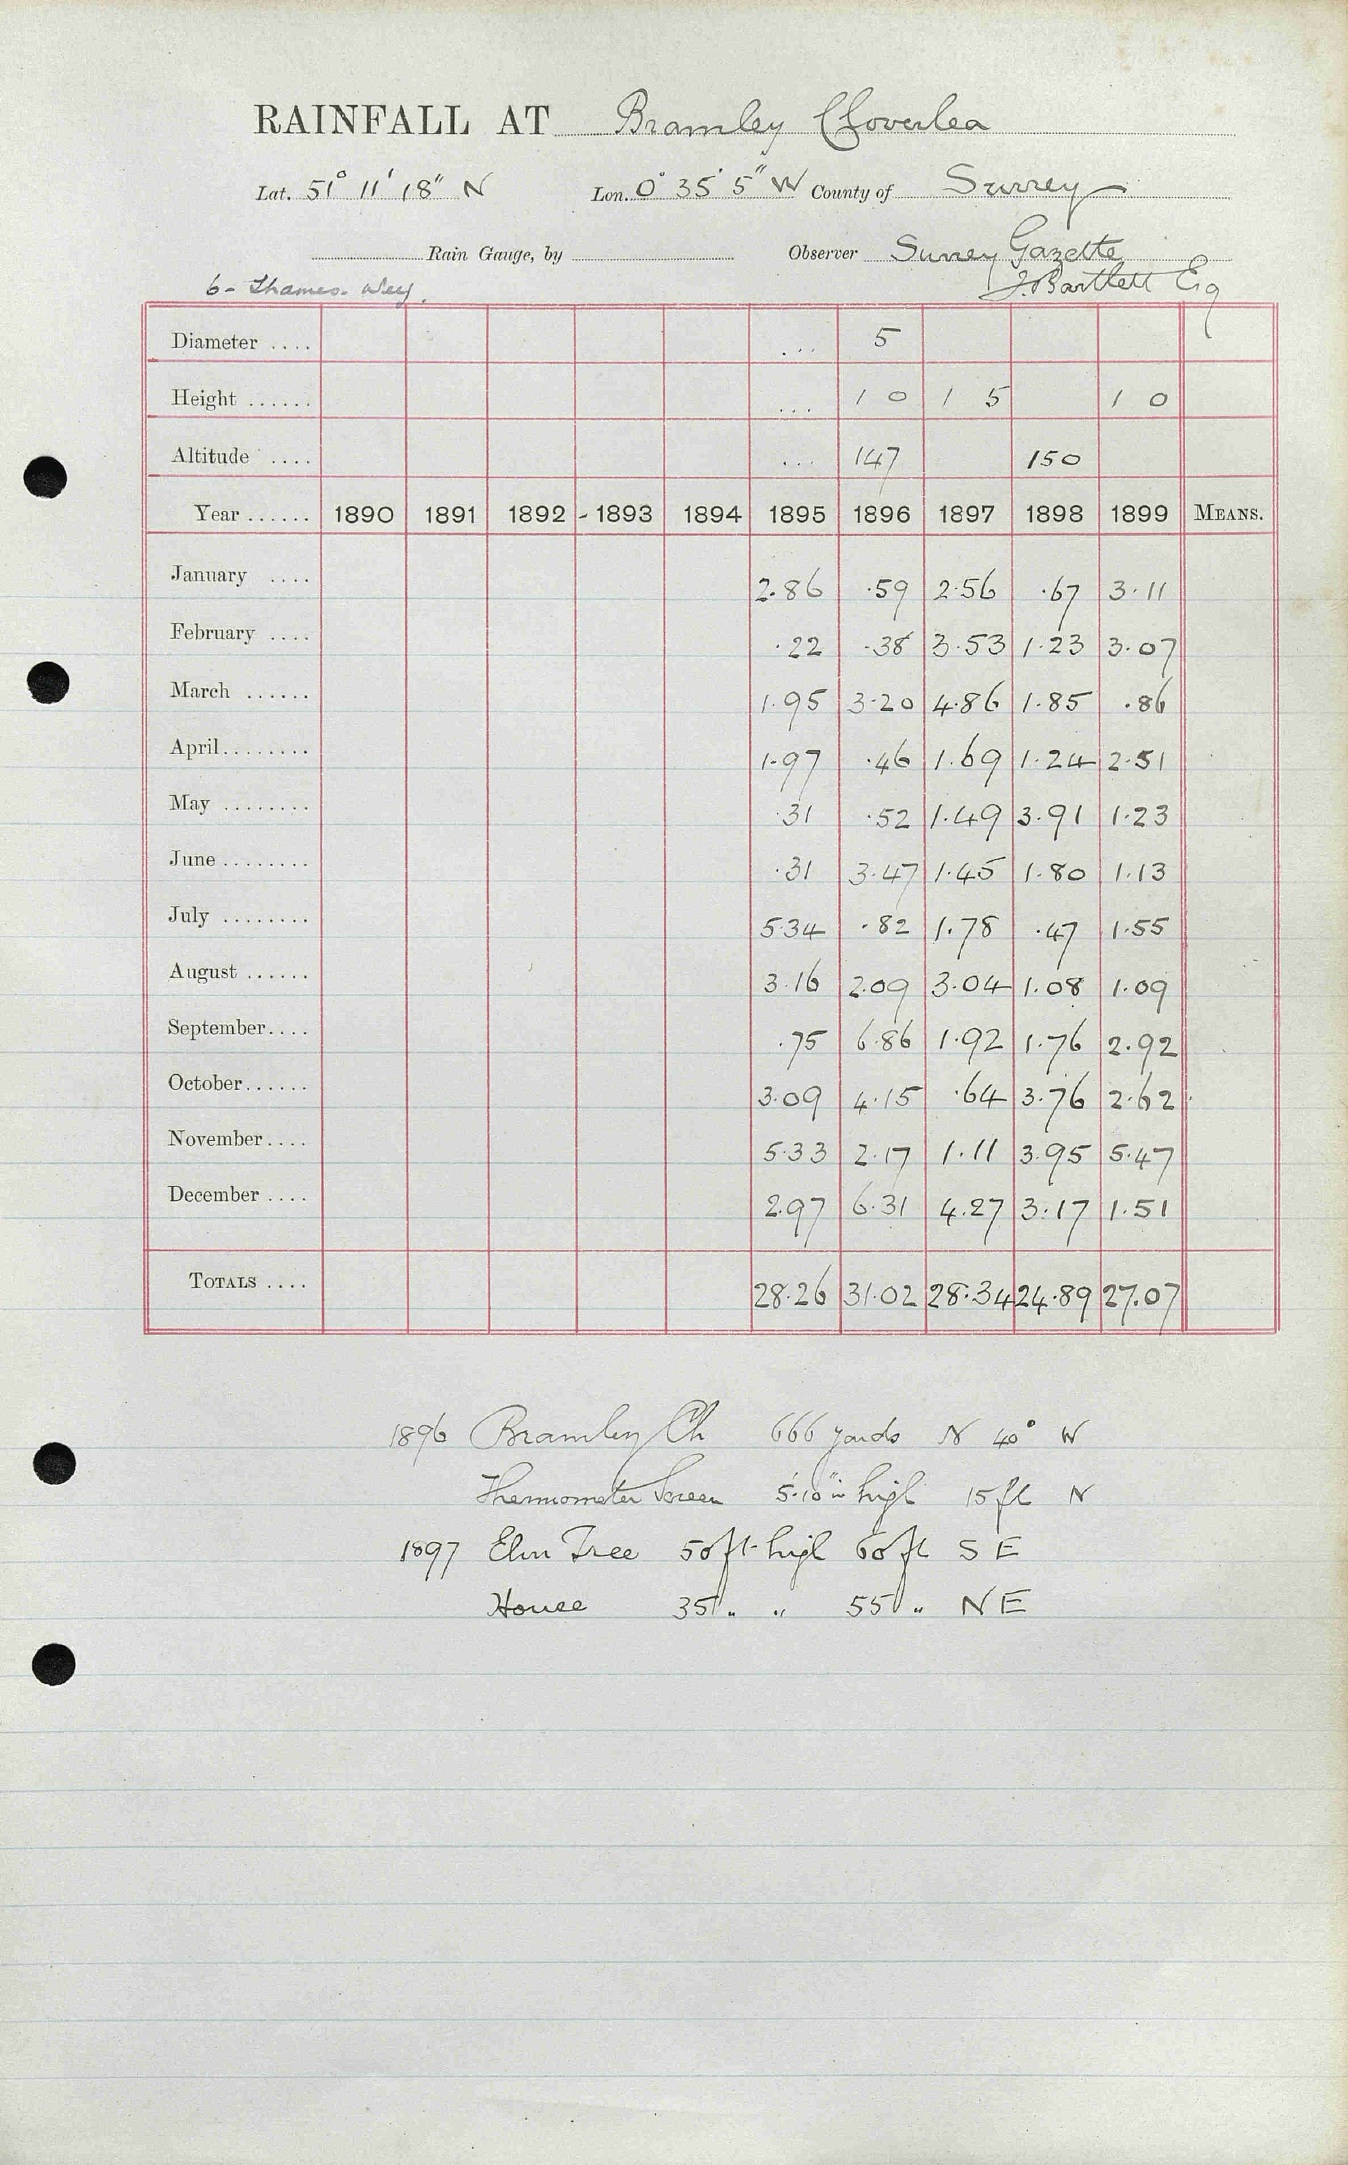 RAINFALL AT Bramley Cloverlea
Lat. 51° 11' 18" N Lon. 0° 35' 5" W County of Surrey
Rain Gauge, by Observer Surrey Gazette
6 - Thames. Wey. J. Bartlett Esq
Diameter .... ... 5
Height ...... ... 1 0 1 5 1 0
Altitude .... ... 147 150
Year ...... 1890 1891 1892 - 1893 1894 1895 1896 1897 1898 1899 MEANS.
January .... 2.86 .59 2.56 .67 3.11
February .... .22 .38 3.53 1.23 3.07
March ...... 1.95 3.20 4.86 1.85 .86
April ........ 1.97 .46 1.69 1.24 2.51
May ........ .31 .52 1.49 3.91 1.23
June ........ .31 3.47 1.45 1.80 1.13
July ........ 5.34 .82 1.78 .47 1.55
August ...... 3.16 2.09 3.04 1.08 1.09
September .... .75 6.86 1.92 1.76 2.92
October ...... 3.09 4.15 .64 3.76 2.62
November .... 5.33 2.17 1.11 3.95 5.47
December .... 2.97 6.31 4.27 3.17 1.51
TOTALS .... 28.26 31.02 28.34 24.89 27.07
1896 Bramley Ch 666 yards N 40° W
Thermometer Screen 5' 10" in high 15 ft N
1897 Elm Tree 50 ft high 60 ft S E
House 35 " " 55 " N E